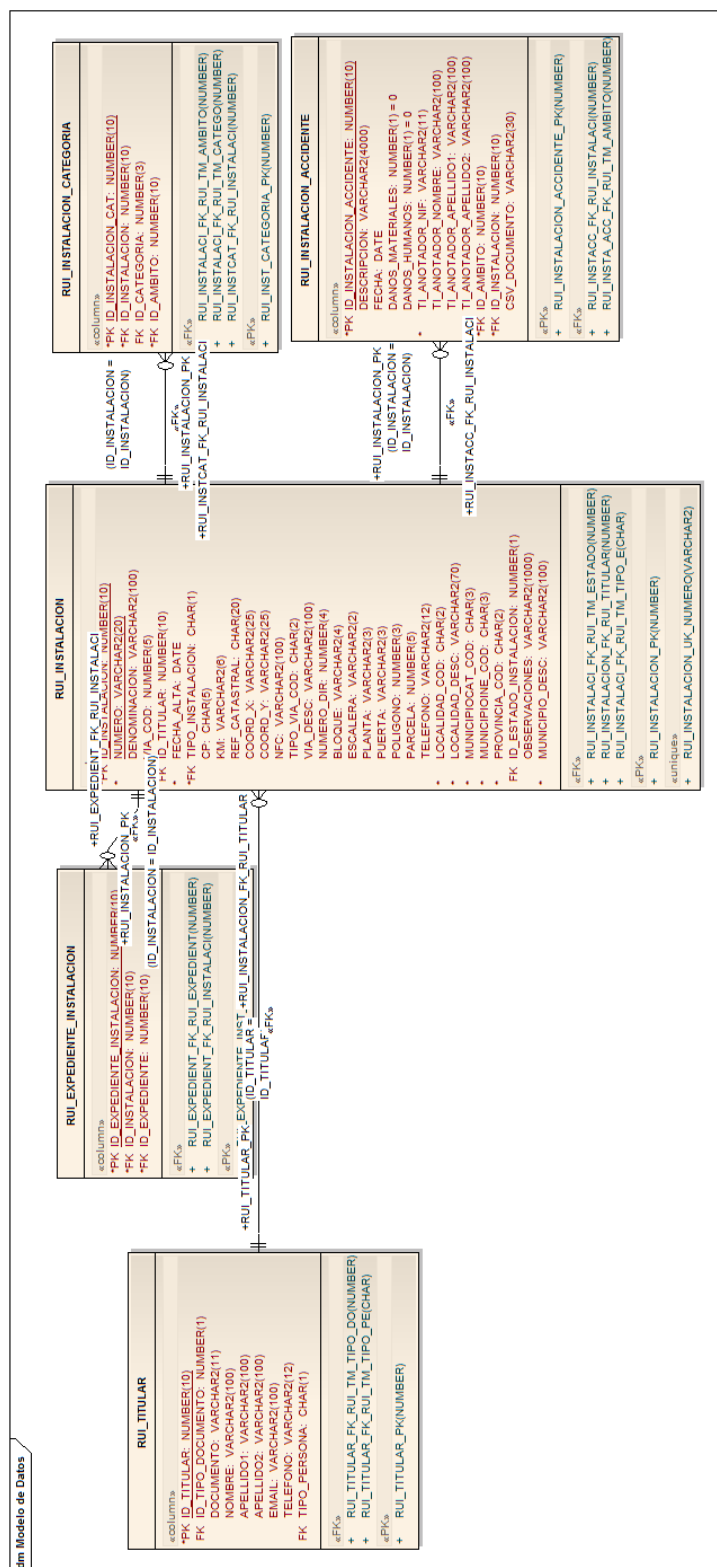 dm Modelo de Datos
RUI_TITULAR
«column»
*PK ID_TITULAR: NUMBER(10)
FK ID_TIPO_DOCUMENTO: NUMBER(1)
DOCUMENTO: VARCHAR2(11)
NOMBRE: VARCHAR2(100)
APELLIDO1: VARCHAR2(100)
APELLIDO2: VARCHAR2(100)
EMAIL: VARCHAR2(100)
TELEFONO: VARCHAR2(12)
FK TIPO_PERSONA: CHAR(1)
«FK»
+ RUI_TITULAR_FK_RUI_TM_TIPO_DO(NUMBER)
+ RUI_TITULAR_FK_RUI_TM_TIPO_PE(CHAR)
«PK»
+ RUI_TITULAR_PK(NUMBER)
RUI_EXPEDIENTE_INSTALACION
«column»
*PK ID_EXPEDIENTE_INSTALACION: NUMBER(10)
*FK ID_INSTALACION: NUMBER(10)
*FK ID_EXPEDIENTE: NUMBER(10)
«FK»
+ RUI_EXPEDIENT_FK_RUI_EXPEDIENT(NUMBER)
+ RUI_EXPEDIENT_FK_RUI_INSTALACI(NUMBER)
«PK»
+RUI_EXPEDIENT_FK_RUI_INSTALACI
+RUI_INSTALACION_PK
«FK»
(ID_INSTALACION = ID_INSTALACION)
+RUI_TITULAR_PK
EXPEDIENTE_INST
+RUI_INSTALACION_FK_RUI_TITULAR
(ID_TITULAR =
ID_TITULAR
«FK»
RUI_INSTALACION
*PK ID_INSTALACION: NUMBER(10)
* NUMERO: VARCHAR2(20)
DENOMINACION: VARCHAR2(100)
VIA_COD: NUMBER(5)
FK ID_TITULAR: NUMBER(10)
* FECHA_ALTA: DATE
*FK TIPO_INSTALACION: CHAR(1)
CP: CHAR(5)
KM: VARCHAR2(6)
REF_CATASTRAL: CHAR(20)
COORD_X: VARCHAR2(25)
COORD_Y: VARCHAR2(25)
NFC: VARCHAR2(100)
TIPO_VIA_COD: CHAR(2)
VIA_DESC: VARCHAR2(100)
NUMERO_DIR: NUMBER(4)
BLOQUE: VARCHAR2(4)
ESCALERA: VARCHAR2(2)
PLANTA: VARCHAR2(3)
PUERTA: VARCHAR2(3)
POLIGONO: NUMBER(3)
PARCELA: NUMBER(5)
TELEFONO: VARCHAR2(12)
* LOCALIDAD_COD: CHAR(2)
* LOCALIDAD_DESC: VARCHAR2(70)
* MUNICIPIOCAT_COD: CHAR(3)
* MUNICIPIOINE_COD: CHAR(3)
* PROVINCIA_COD: CHAR(2)
FK ID_ESTADO_INSTALACION: NUMBER(1)
OBSERVACIONES: VARCHAR2(1000)
* MUNICIPIO_DESC: VARCHAR2(100)
«FK»
+ RUI_INSTALACI_FK_RUI_TM_ESTADO(NUMBER)
+ RUI_INSTALACION_FK_RUI_TITULAR(NUMBER)
+ RUI_INSTALACI_FK_RUI_TM_TIPO_E(CHAR)
«PK»
+ RUI_INSTALACION_PK(NUMBER)
«unique»
+ RUI_INSTALACION_UK_NUMERO(VARCHAR2)
(ID_INSTALACION =
ID_INSTALACION)
«FK»
+RUI_INSTALACION_PK
+RUI_INSTCAT_FK_RUI_INSTALACI
+RUI_INSTALACION_PK
(ID_INSTALACION =
ID_INSTALACION)
«FK»
+RUI_INSTACC_FK_RUI_INSTALACI
RUI_INSTALACION_CATEGORIA
«column»
*PK ID_INSTALACION_CAT: NUMBER(10)
*FK ID_INSTALACION: NUMBER(10)
FK ID_CATEGORIA: NUMBER(3)
*FK ID_AMBITO: NUMBER(10)
«FK»
+ RUI_INSTALACI_FK_RUI_TM_AMBITO(NUMBER)
+ RUI_INSTALACI_FK_RUI_TM_CATEGO(NUMBER)
+ RUI_INSTCAT_FK_RUI_INSTALACI(NUMBER)
«PK»
+ RUI_INST_CATEGORIA_PK(NUMBER)
RUI_INSTALACION_ACCIDENTE
«column»
*PK ID_INSTALACION_ACCIDENTE: NUMBER(10)
DESCRIPCION: VARCHAR2(4000)
FECHA: DATE
DANOS_MATERIALES: NUMBER(1) = 0
DANOS_HUMANOS: NUMBER(1) = 0
* TI_ANOTADOR_NIF: VARCHAR2(11)
TI_ANOTADOR_NOMBRE: VARCHAR2(100)
TI_ANOTADOR_APELLIDO1: VARCHAR2(100)
TI_ANOTADOR_APELLIDO2: VARCHAR2(100)
*FK ID_AMBITO: NUMBER(10)
*FK ID_INSTALACION: NUMBER(10)
CSV_DOCUMENTO: VARCHAR2(30)
«PK»
+ RUI_INSTALACION_ACCIDENTE_PK(NUMBER)
«FK»
+ RUI_INSTACC_FK_RUI_INSTALACI(NUMBER)
+ RUI_INSTA_ACC_FK_RUI_TM_AMBITO(NUMBER)